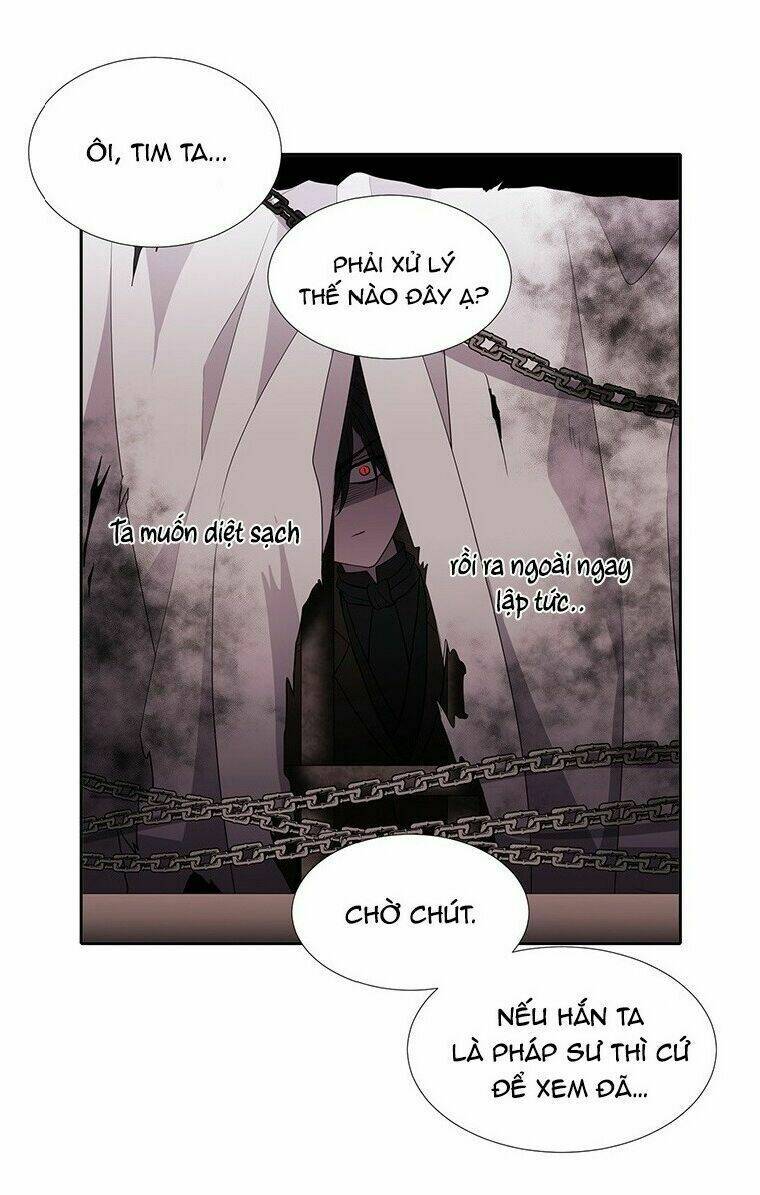 ÔI, TIM TA...
PHẢI XỬ LÝ
THẾ NÀO ĐÂY Ạ?
Ta muốn diệt sạch
rồi ra ngoài ngay
lập tức..
CHỜ CHÚT.
NẾU HẮN TA
LÀ PHÁP SƯ THÌ CỨ
ĐỂ XEM ĐÃ...